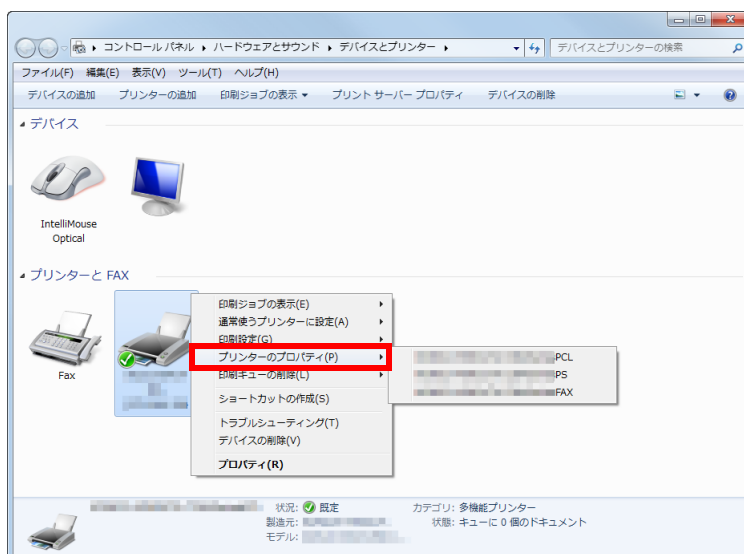 コントロール パネル ▸ ハードウェアとサウンド ▸ デバイスとプリンター ▸
デバイスとプリンターの検索
ファイル(F) 編集(E) 表示(V) ツール(T) ヘルプ(H)
デバイスの追加 プリンターの追加 印刷ジョブの表示 ▼ プリント サーバー プロパティ デバイスの削除
デバイス
IntelliMouse
Optical
プリンターと FAX
Fax
印刷ジョブの表示(E)
通常使うプリンターに設定(A)
印刷設定(G)
プリンターのプロパティ(P)
印刷キューの削除(L)
ショートカットの作成(S)
トラブルシューティング(T)
デバイスの削除(V)
プロパティ(R)
PCL
PS
FAX
状況: 既定
製造元:
モデル:
カテゴリ: 多機能プリンター
状態: キューに 0 個のドキュメント